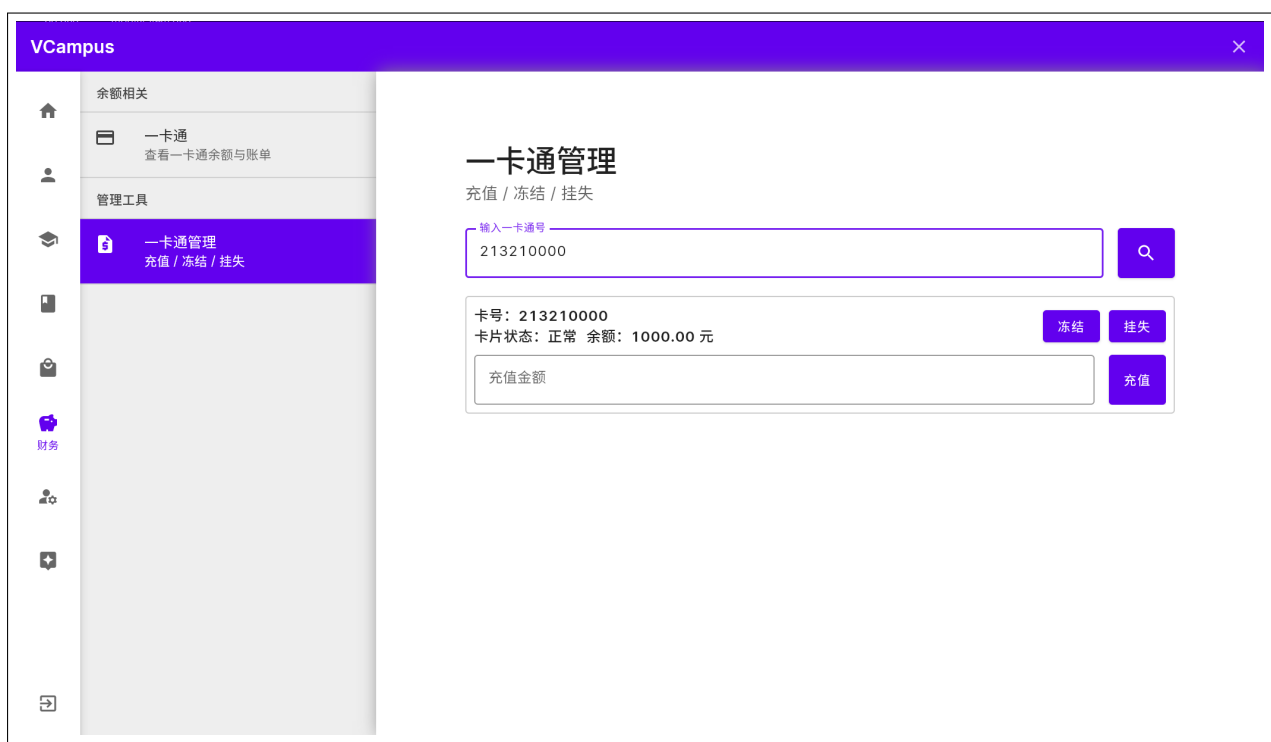 VCampus
余额相关
一卡通
查看一卡通余额与账单
管理工具
一卡通管理
充值 / 冻结 / 挂失
财务
一卡通管理
充值 / 冻结 / 挂失
输入一卡通号
213210000
卡号：213210000
卡片状态：正常 余额：1000.00 元
冻结
挂失
充值金额
充值